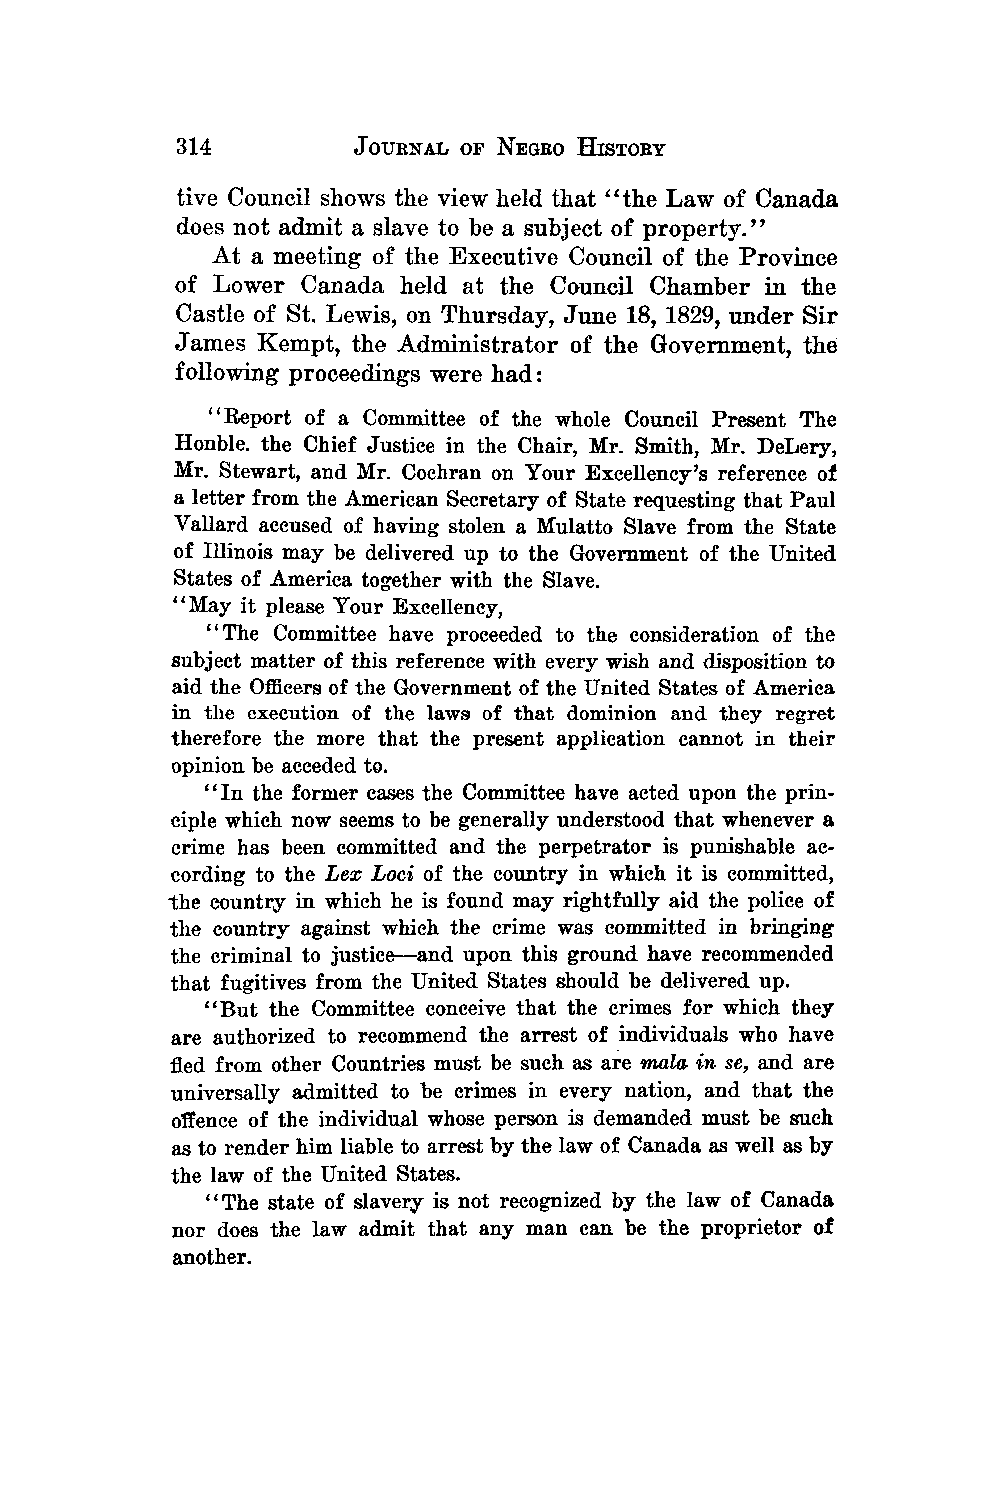 314 JOURNAL OF NEGRO HISTORY
tive Council shows the view held that “the Law of Canada
does not admit a slave to be a subject of property.”
At a meeting of the Executive Council of the Province
of Lower Canada held at the Council Chamber in the
Castle of St. Lewis, on Thursday, June 18, 1829, under Sir
James Kempt, the Administrator of the Government, the
following proceedings were had:
“Report of a Committee of the whole Council Present The
Honble. the Chief Justice in the Chair, Mr. Smith, Mr. DeLery,
Mr. Stewart, and Mr. Cochran on Your Excellency’s reference of
a letter from the American Secretary of State requesting that Paul
Vallard accused of having stolen a Mulatto Slave from the State
of Illinois may be delivered up to the Government of the United
States of America together with the Slave.
“May it please Your Excellency,
“The Committee have proceeded to the consideration of the
subject matter of this reference with every wish and disposition to
aid the Officers of the Government of the United States of America
in the execution of the laws of that dominion and they regret
therefore the more that the present application cannot in their
opinion be acceded to.
“In the former cases the Committee have acted upon the prin-
ciple which now seems to be generally understood that whenever a
crime has been committed and the perpetrator is punishable ac-
cording to the Lex Loci of the country in which it is committed,
the country in which he is found may rightfully aid the police of
the country against which the crime was committed in bringing
the criminal to justice—and upon this ground have recommended
that fugitives from the United States should be delivered up.
“But the Committee conceive that the crimes for which they
are authorized to recommend the arrest of individuals who have
fled from other Countries must be such as are mala in se, and are
universally admitted to be crimes in every nation, and that the
offence of the individual whose person is demanded must be such
as to render him liable to arrest by the law of Canada as well as by
the law of the United States.
“The state of slavery is not recognized by the law of Canada
nor does the law admit that any man can be the proprietor of
another.